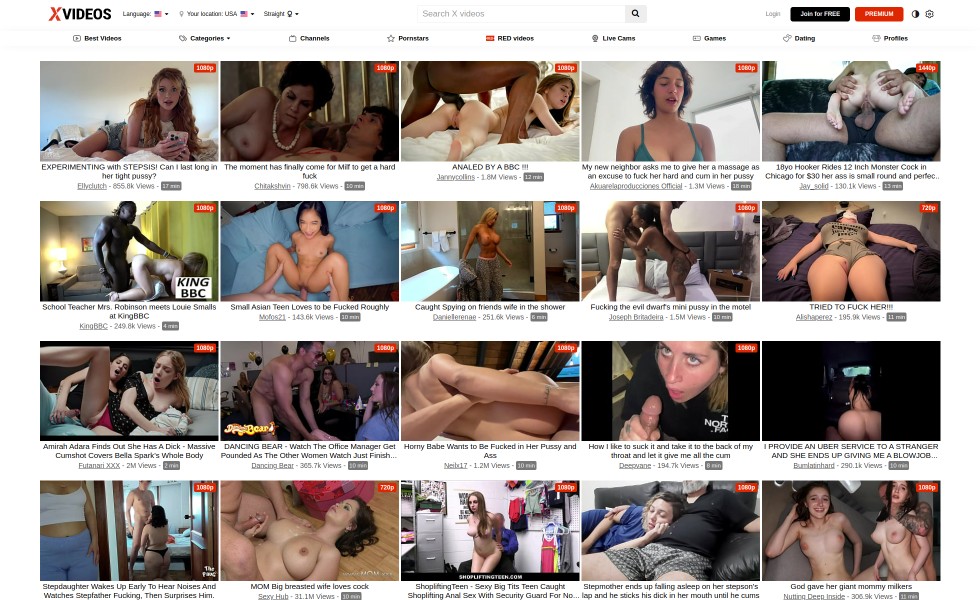 XVIDEOS
Language:
Your location: USA
Straight
Search X videos
Login
Join for FREE
PREMIUM
Best Videos
Categories
Channels
Pornstars
RED videos
Live Cams
Games
Dating
Profiles
1080p
1080p
1080p
1080p
1440p
EXPERIMENTING with STEPSIS! Can I last long in
her tight pussy?
Ellyclutch - 855.8k Views - 17 min
The moment has finally come for Milf to get a hard
fuck
Chitakshvin - 798.6k Views - 10 min
ANALED BY A BBC !!!
Jannycollins - 1.8M Views - 12 min
My new neighbor asks me to give her a massage as
an excuse to fuck her hard and cum in her pussy
Akuarelaproducciones Official - 1.3M Views - 18 min
18yo Hooker Rides 12 Inch Monster Cock in
Chicago for $30 her ass is small round and perfec..
Jay_solid - 130.1k Views - 13 min
1080p
KING
BBC
1080p
1080p
1080p
720p
School Teacher Mrs. Robinson meets Louie Smalls
at KingBBC
KingBBC - 249.8k Views - 4 min
Small Asian Teen Loves to be Fucked Roughly
Mofos21 - 143.6k Views - 10 min
Caught Spying on friends wife in the shower
Daniellerenae - 251.6k Views - 6 min
Fucking the evil dwarf's mini pussy in the motel
Joseph Britadeira - 1.5M Views - 10 min
TRIED TO FUCK HER!!!
Alishaperez - 195.9k Views - 11 min
1080p
1080p
Dancing Bear
1080p
1080p
Amirah Adara Finds Out She Has A Dick - Massive
Cumshot Covers Bella Spark's Whole Body
Futanari XXX - 2M Views - 2 min
DANCING BEAR - Watch The Office Manager Get
Pounded As The Other Women Watch Just Finish...
Dancing Bear - 365.7k Views - 10 min
Horny Babe Wants to Be Fucked in Her Pussy and
Ass
Neilx17 - 1.2M Views - 10 min
How I like to suck it and take it to the back of my
throat and let it give me all the cum
Deepvane - 194.7k Views - 9 min
I PROVIDE AN UBER SERVICE TO A STRANGER
AND SHE ENDS UP GIVING ME A BLOWJOB...
Bumlatinhard - 290.1k Views - 10 min
1080p
720p
1080p
SHOPLIFTINGTEEN.COM
1080p
1080p
Stepdaughter Wakes Up Early To Hear Noises And
Watches Stepfather Fucking, Then Surprises Him.
MOM Big breasted wife loves cock
Sexy Hub - 31.1M Views - 10 min
ShopliftingTeen - Sexy Big Tits Teen Caught
Shoplifting Anal Sex With Security Guard For No...
Stepmother ends up falling asleep on her stepson's
lap and he sticks his dick in her mouth until he cums
God gave her giant mommy milkers
Nutting Deep Inside - 306.9k Views - 11 min